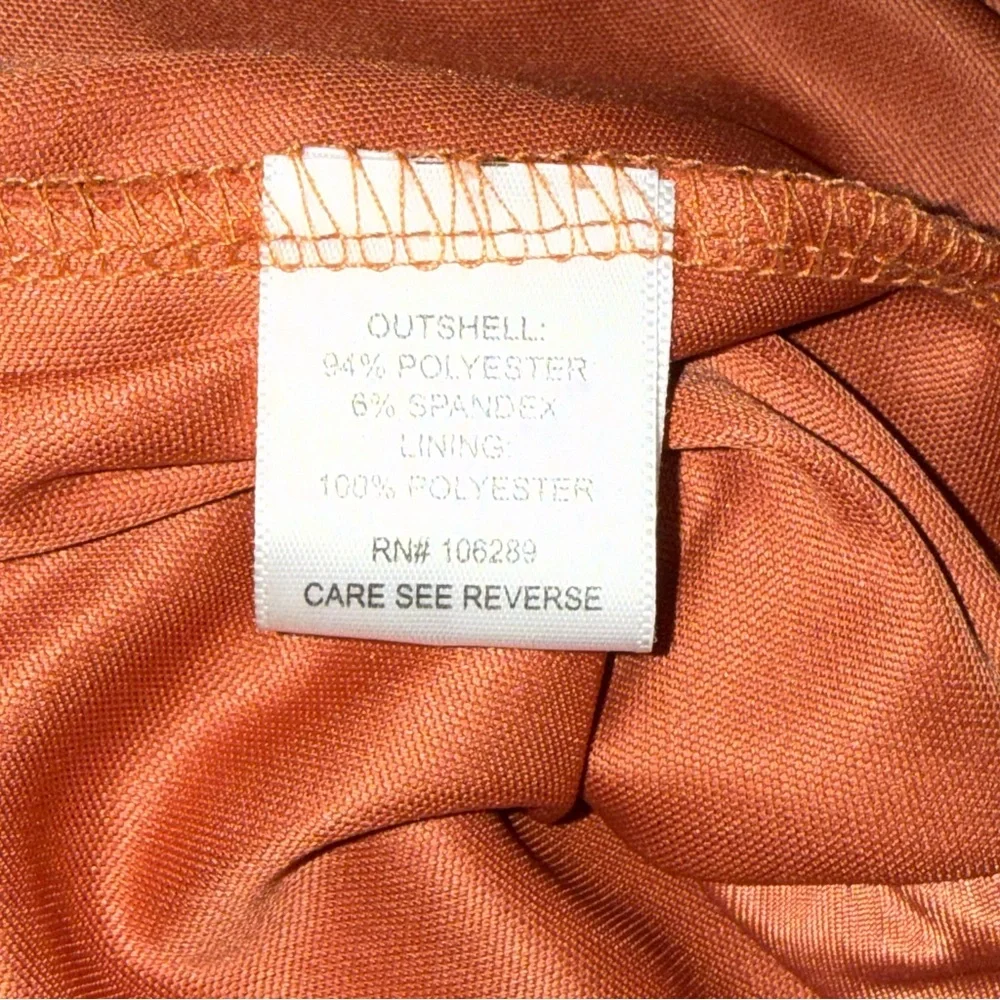 OUTSHELL:
94% POLYESTER
6% SPANDEX
LINING:
100% POLYESTER
RN# 106289
CARE SEE REVERSE